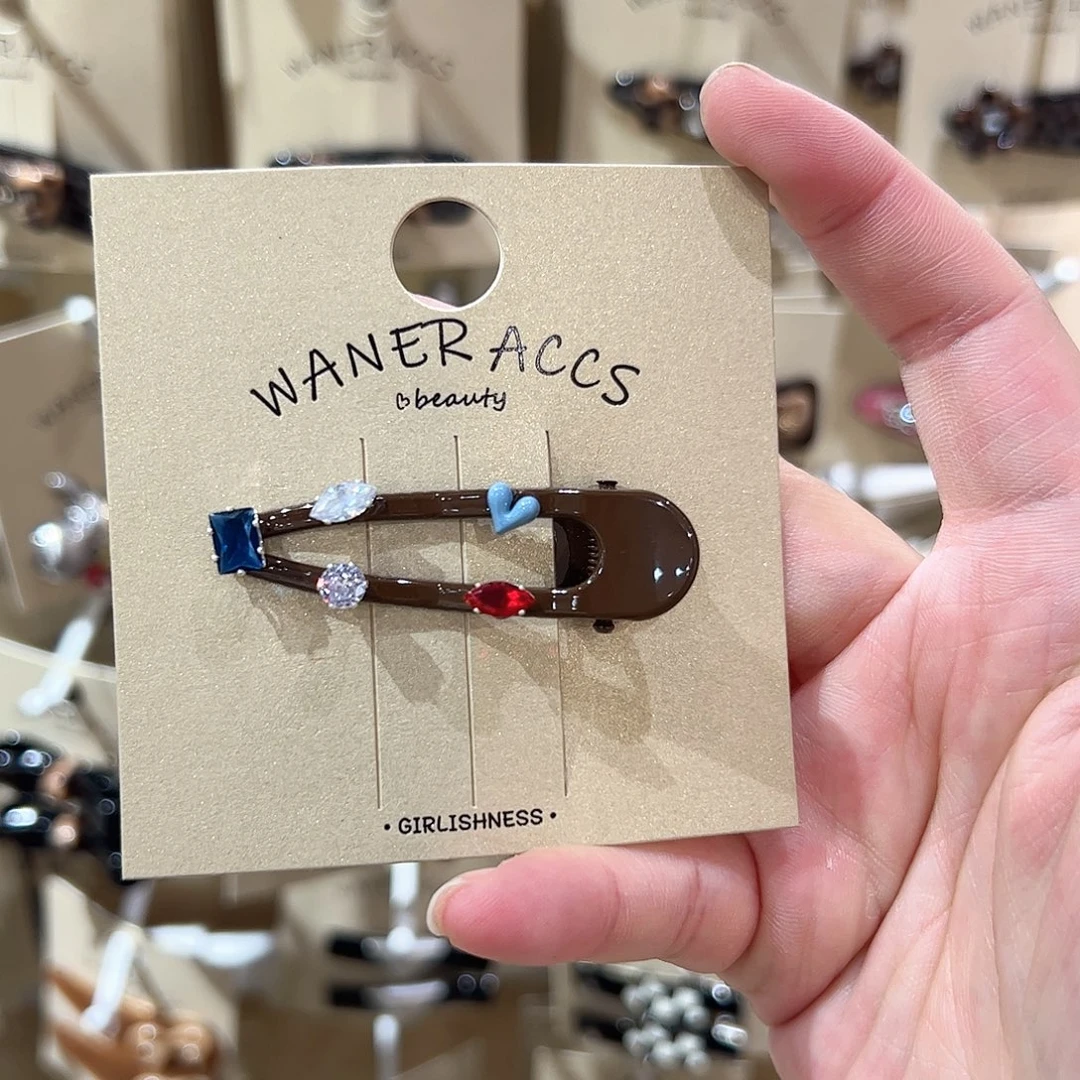 WANER ACCS
beauty
• GIRLISHNESS •